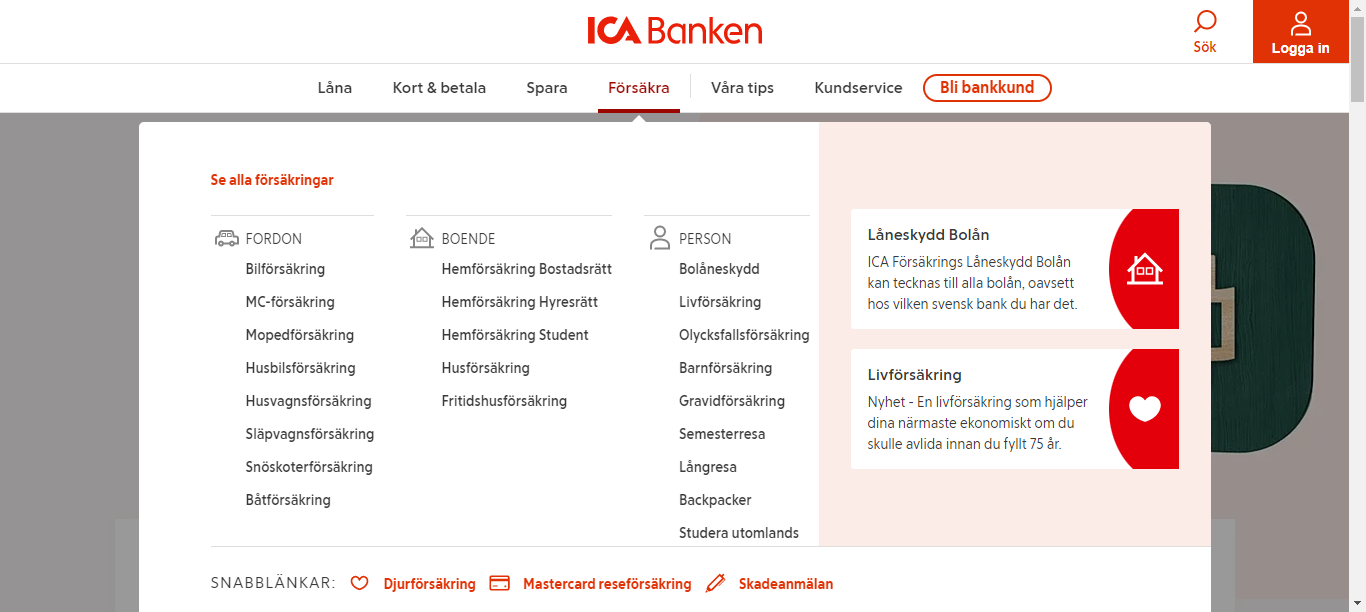 ICA Banken
Sök
Logga in
Låna
Kort & betala
Spara
Försäkra
Våra tips
Kundservice
Bli bankkund
Se alla försäkringar
FORDON
Bilförsäkring
MC-försäkring
Mopedförsäkring
Husbilsförsäkring
Husvagnsförsäkring
Släpvagnsförsäkring
Snöskoterförsäkring
Båtförsäkring
BOENDE
Hemförsäkring Bostadsrätt
Hemförsäkring Hyresrätt
Hemförsäkring Student
Husförsäkring
Fritidshusförsäkring
PERSON
Bolåneskydd
Livförsäkring
Olycksfallsförsäkring
Barnförsäkring
Gravidförsäkring
Semesterresa
Långresa
Backpacker
Studera utomlands
Låneskydd Bolån
ICA Försäkrings Låneskydd Bolån
kan tecknas till alla bolån, oavsett
hos vilken svensk bank du har det.
Livförsäkring
Nyhet - En livförsäkring som hjälper
dina närmaste ekonomiskt om du
skulle avlida innan du fyllt 75 år.
SNABBLÄNKAR:
Djurförsäkring
Mastercard reseförsäkring
Skadeanmälan